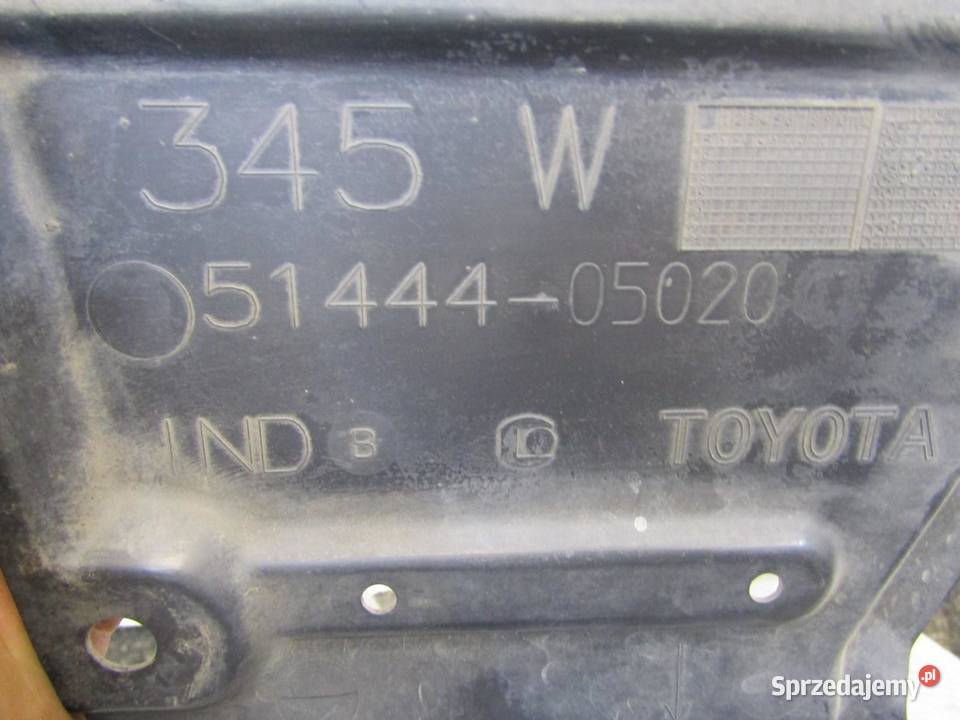 345 W
51444-05020
IND B L TOYOTA
Sprzedajemy.pl